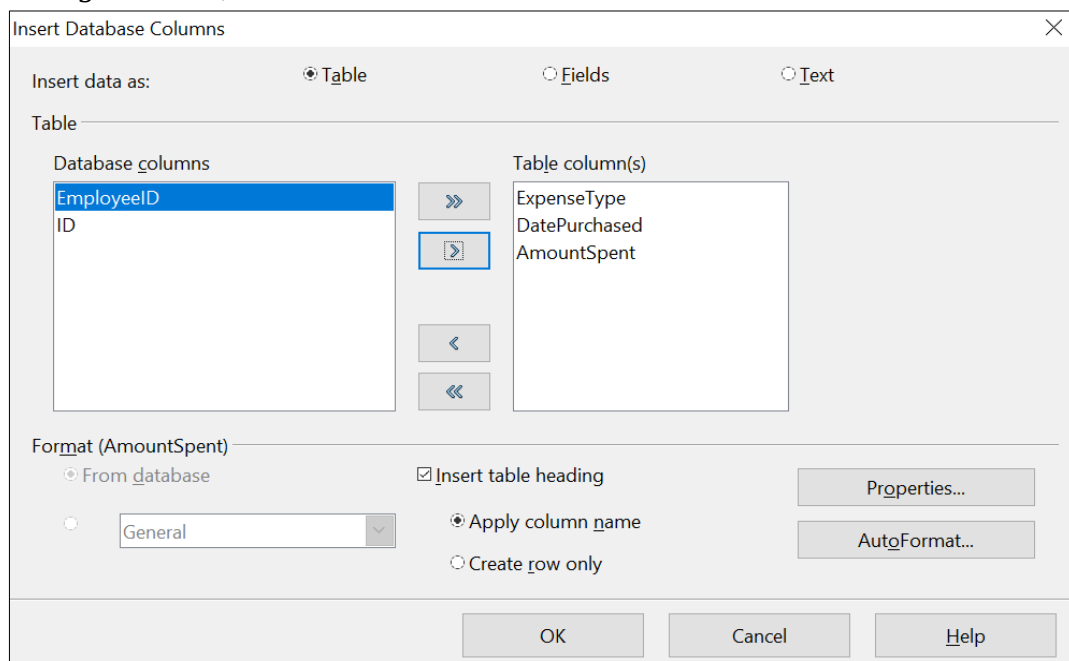 Insert Database Columns
Insert data as: Table Fields Text
Table
Database columns Table column(s)
EmployeeID ExpenseType
ID DatePurchased
AmountSpent
Format (AmountSpent)
From database Insert table heading Properties...
General Apply column name AutoFormat...
Create row only
OK Cancel Help